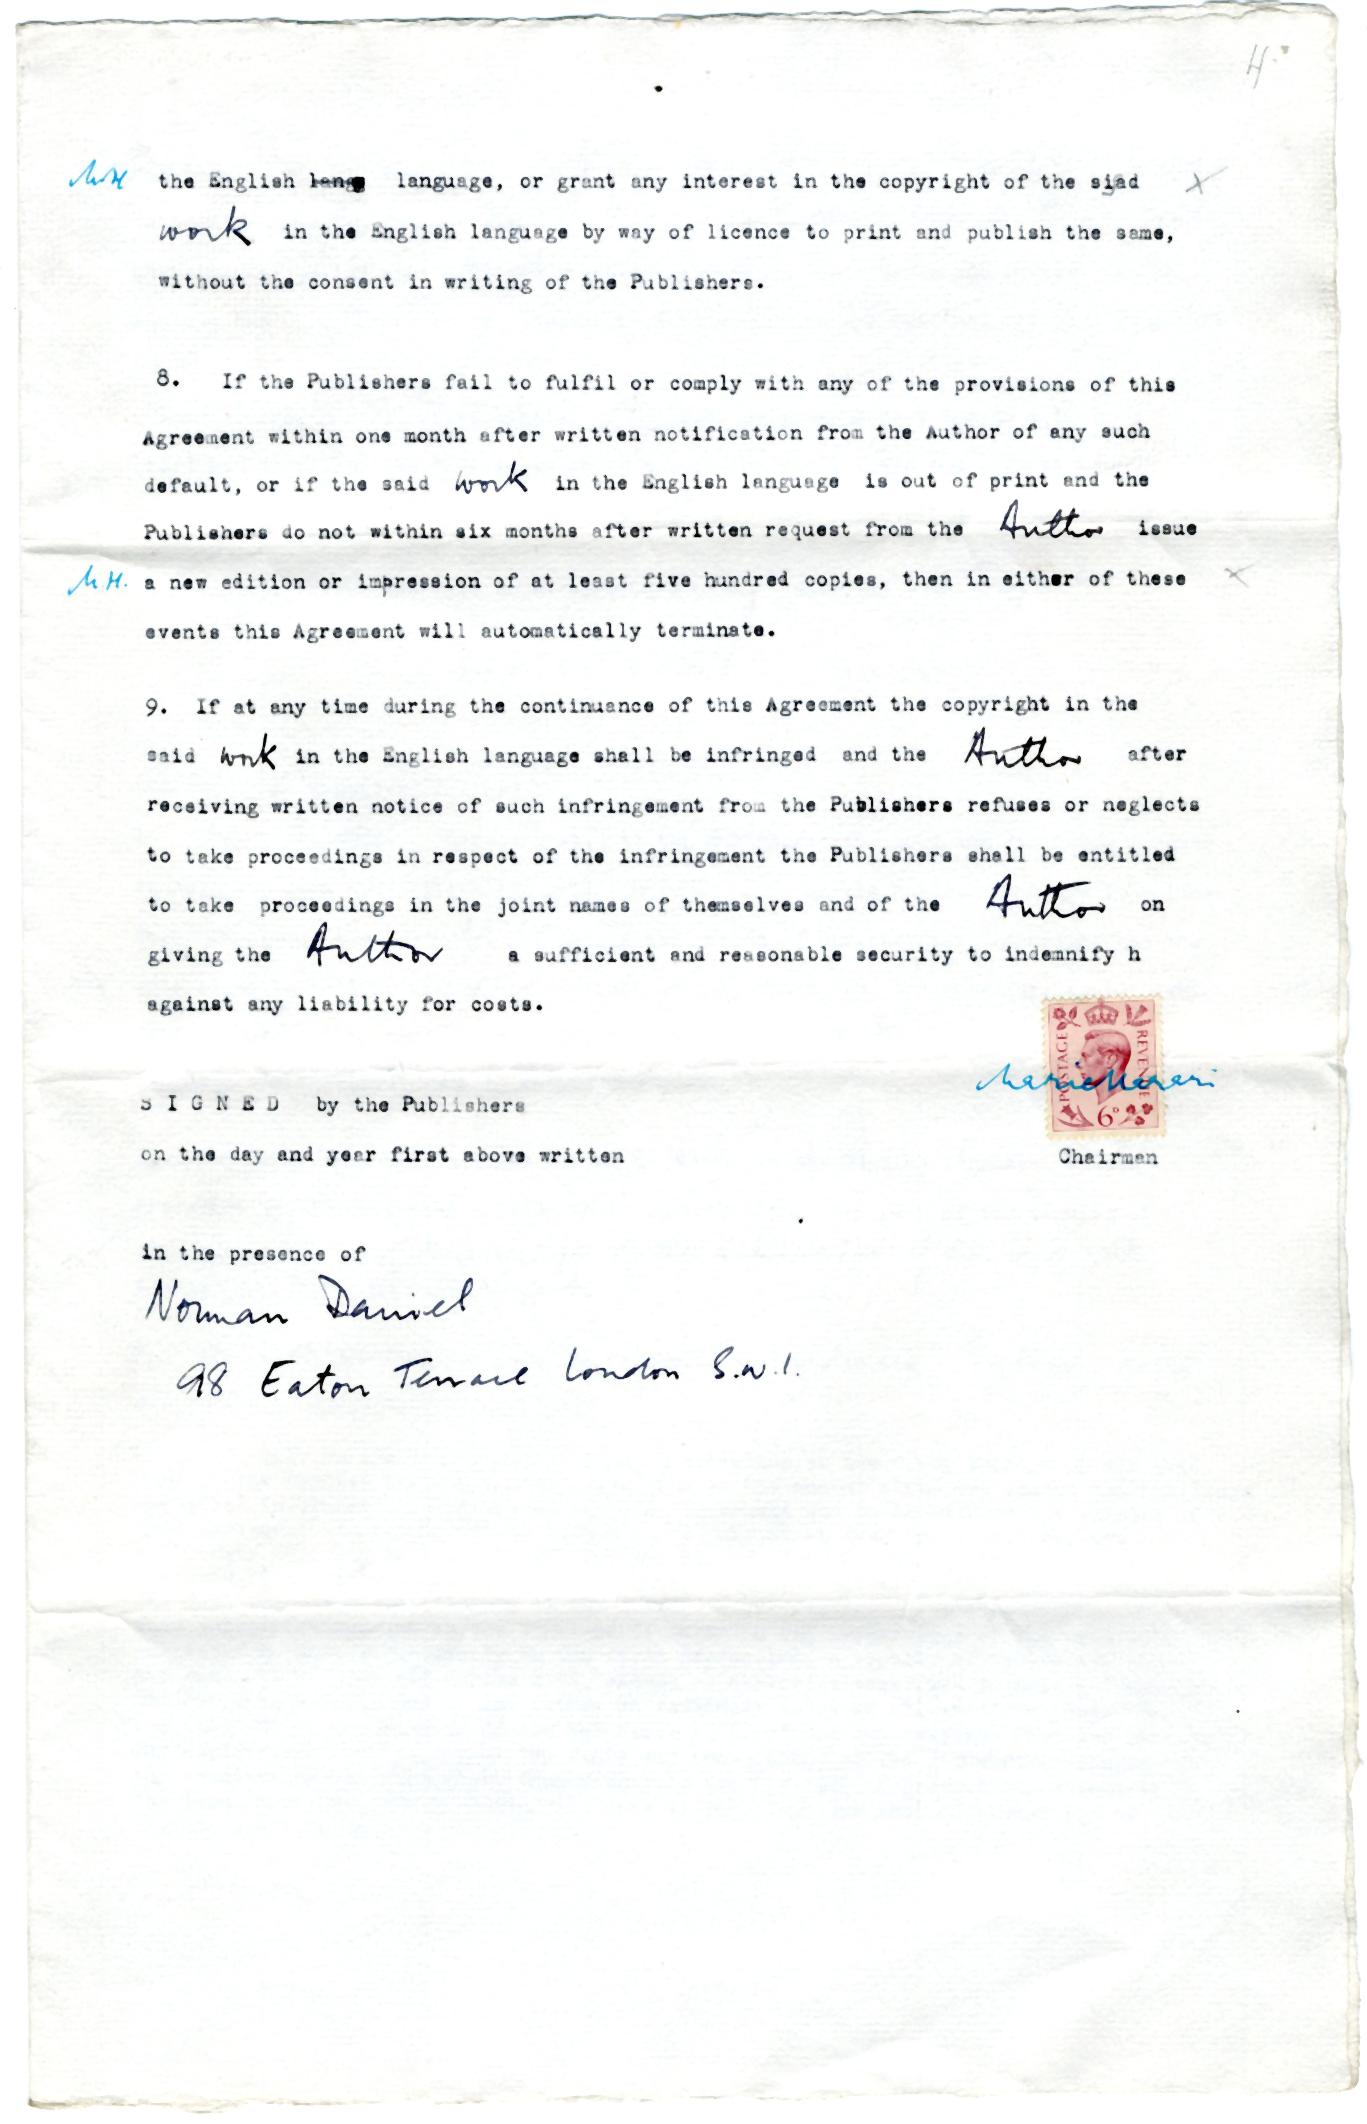 4
M.H the English lang language, or grant any interest in the copyright of the siad x
work in the English language by way of licence to print and publish the same,
without the consent in writing of the Publishers.
8. If the Publishers fail to fulfil or comply with any of the provisions of this
Agreement within one month after written notification from the Author of any such
default, or if the said work in the English language is out of print and the
Publishers do not within six months after written request from the Author issue
M.H. a new edition or impression of at least five hundred copies, then in either of these x
events this Agreement will automatically terminate.
9. If at any time during the continuance of this Agreement the copyright in the
said work in the English language shall be infringed and the Author after
receiving written notice of such infringement from the Publishers refuses or neglects
to take proceedings in respect of the infringement the Publishers shall be entitled
to take proceedings in the joint names of themselves and of the Author on
giving the Author a sufficient and reasonable security to indemnify h
against any liability for costs.
POSTAGE REVENUE
6D
SIGNED by the Publishers
on the day and year first above written
Chairman
in the presence of
Norman Daniel
98 Eaton Terrace London S.W.1.